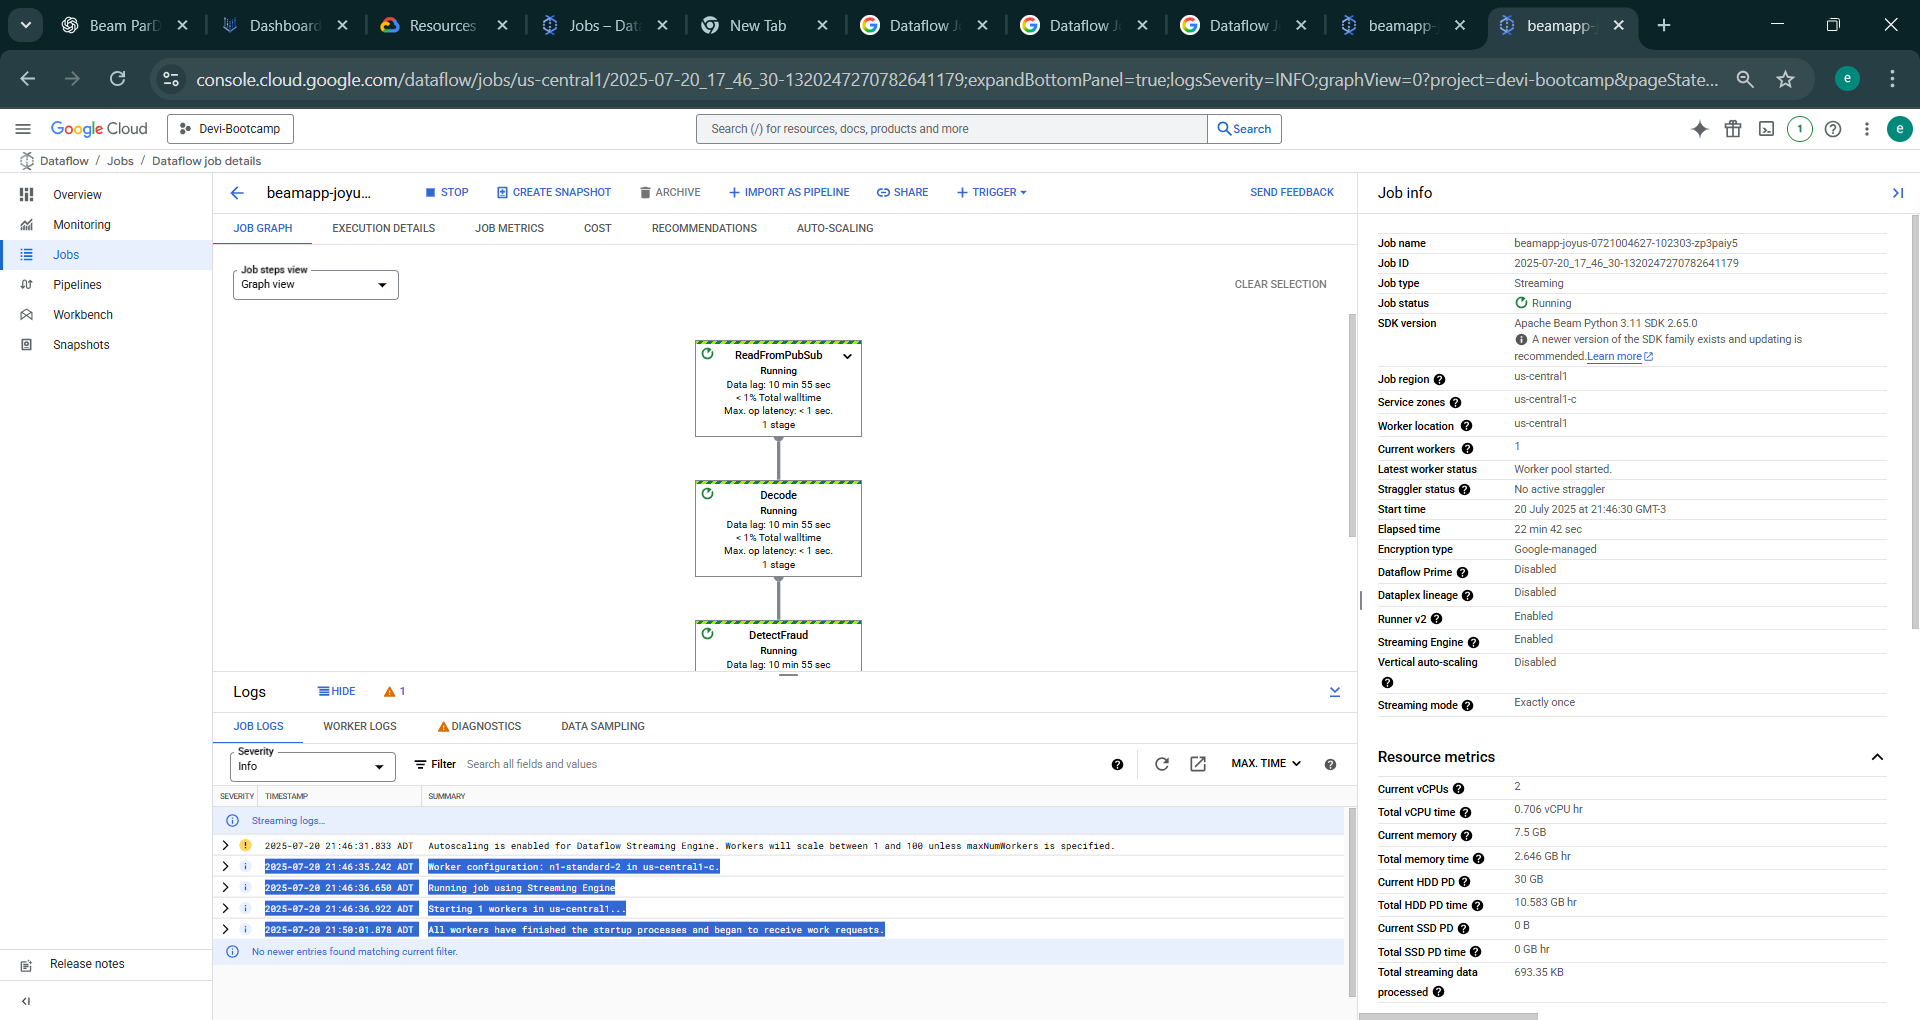 Beam ParD
Dashboard
Resources
Jobs – Dat
New Tab
Dataflow J
Dataflow J
Dataflow J
beamapp-
beamapp-
console.cloud.google.com/dataflow/jobs/us-central1/2025-07-20_17_46_30-1320247270782641179;expandBottomPanel=true;logsSeverity=INFO;graphView=0?project=devi-bootcamp&pageState...
e
Google Cloud
Devi-Bootcamp
Search (/) for resources, docs, products and more
Search
1
e
Dataflow / Jobs / Dataflow job details
Overview
Monitoring
Jobs
Pipelines
Workbench
Snapshots
Release notes
beamapp-joyu...
STOP
CREATE SNAPSHOT
ARCHIVE
IMPORT AS PIPELINE
SHARE
TRIGGER
SEND FEEDBACK
JOB GRAPH
EXECUTION DETAILS
JOB METRICS
COST
RECOMMENDATIONS
AUTO-SCALING
Job steps view
Graph view
CLEAR SELECTION
ReadFromPubSub
Running
Data lag: 10 min 55 sec
< 1% Total walltime
Max. op latency: < 1 sec.
1 stage
Decode
Running
Data lag: 10 min 55 sec
< 1% Total walltime
Max. op latency: < 1 sec.
1 stage
DetectFraud
Running
Data lag: 10 min 55 sec
Logs
HIDE
1
JOB LOGS
WORKER LOGS
DIAGNOSTICS
DATA SAMPLING
Severity
Info
Filter
Search all fields and values
MAX. TIME
SEVERITY TIMESTAMP SUMMARY
Streaming logs...
2025-07-20 21:46:31.833 ADT Autoscaling is enabled for Dataflow Streaming Engine. Workers will scale between 1 and 100 unless maxNumWorkers is specified.
2025-07-20 21:46:35.242 ADT Worker configuration: n1-standard-2 in us-central1-c.
2025-07-20 21:46:36.650 ADT Running job using Streaming Engine
2025-07-20 21:46:36.922 ADT Starting 1 workers in us-central1...
2025-07-20 21:50:01.878 ADT All workers have finished the startup processes and began to receive work requests.
No newer entries found matching current filter.
Job info
Job name beamapp-joyus-0721004627-102303-zp3paiy5
Job ID 2025-07-20_17_46_30-1320247270782641179
Job type Streaming
Job status Running
SDK version Apache Beam Python 3.11 SDK 2.65.0
A newer version of the SDK family exists and updating is
recommended. Learn more
Job region us-central1
Service zones us-central1-c
Worker location us-central1
Current workers 1
Latest worker status Worker pool started.
Straggler status No active straggler
Start time 20 July 2025 at 21:46:30 GMT-3
Elapsed time 22 min 42 sec
Encryption type Google-managed
Dataflow Prime Disabled
Dataplex lineage Disabled
Runner v2 Enabled
Streaming Engine Enabled
Vertical auto-scaling Disabled
Streaming mode Exactly once
Resource metrics
Current vCPUs 2
Total vCPU time 0.706 vCPU hr
Current memory 7.5 GB
Total memory time 2.646 GB hr
Current HDD PD 30 GB
Total HDD PD time 10.583 GB hr
Current SSD PD 0 B
Total SSD PD time 0 GB hr
Total streaming data 693.35 KB
processed